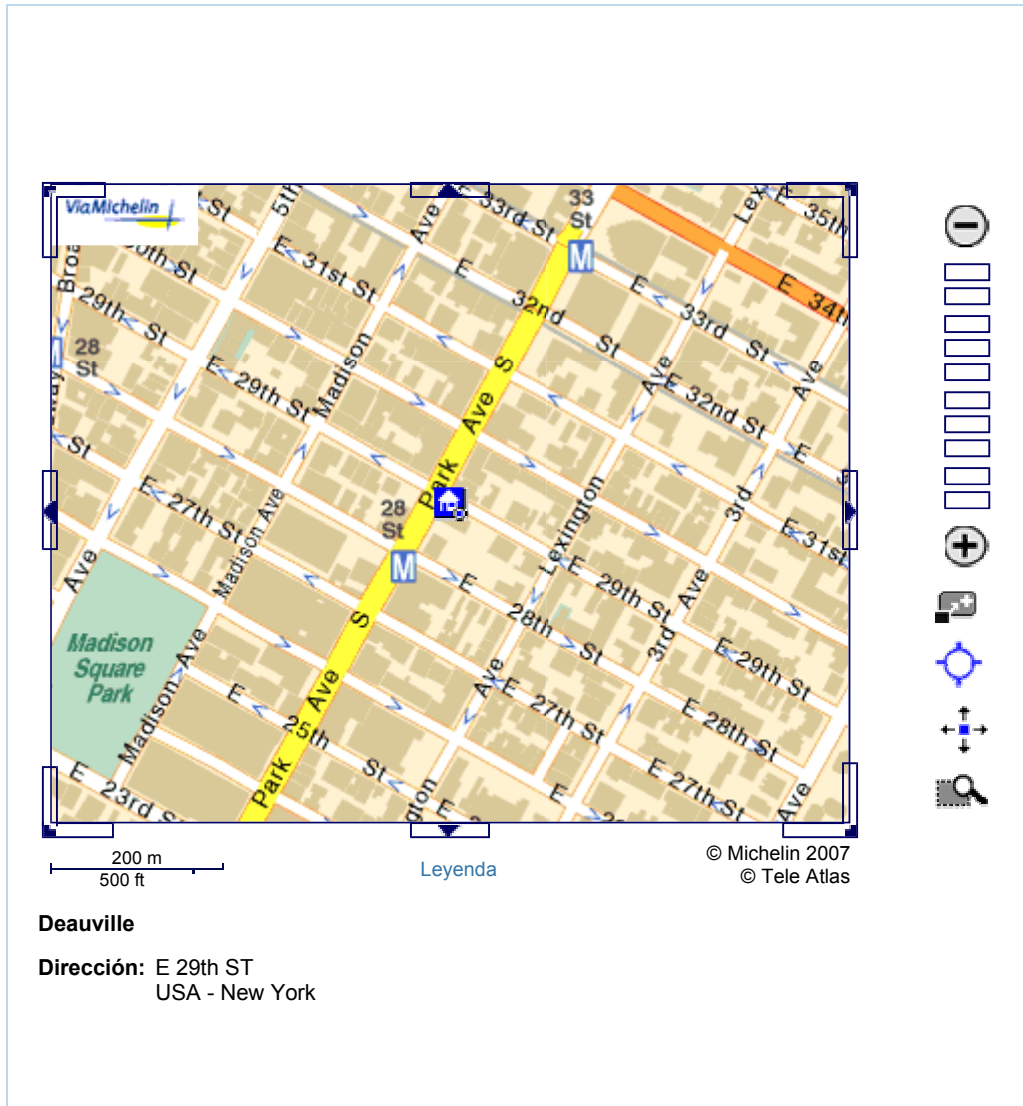 ViaMichelin
St
5th
Ave
E 33rd St
33
St
Lex
E 35th
Broa
30th St
E 31st St
E 32nd St
E 34th
29th St
28
St
E 33rd St
Ave
Ave
E 29th St
Madison
Park Ave S
E 32nd St
E
St
E 27th St
Madison Ave
28
St
Lexington
3rd
E 31st
Ave
E 29th St
Ave
Madison
Square
Park
Madison Ave
Park Ave S
E 28th St
3rd
E 29th St
Ave
E 27th St
E 28th St
E 25th St
E 23rd S
gton
E
E
E 27th St
Ave
200 m
500 ft
Leyenda
© Michelin 2007
© Tele Atlas
Deauville
Dirección: E 29th ST
USA - New York